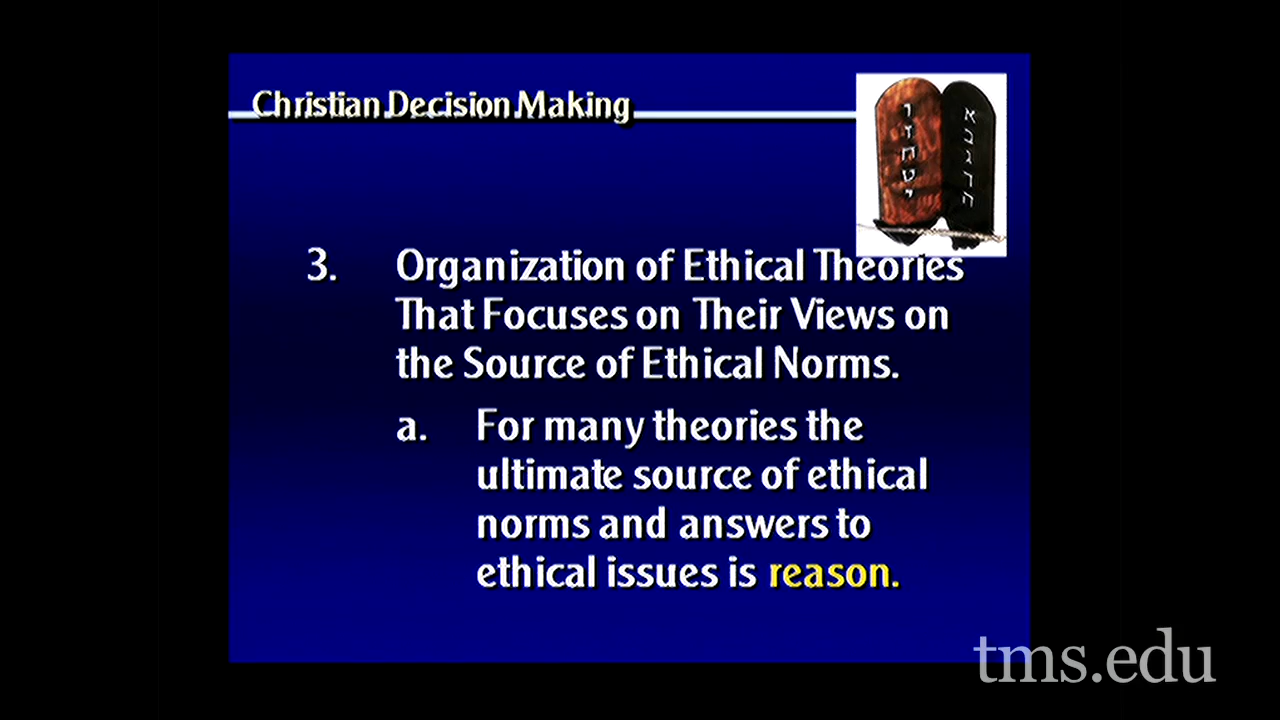 Christian Decision Making
3. Organization of Ethical Theories
That Focuses on Their Views on
the Source of Ethical Norms.
a. For many theories the
ultimate source of ethical
norms and answers to
ethical issues is reason.
tms.edu